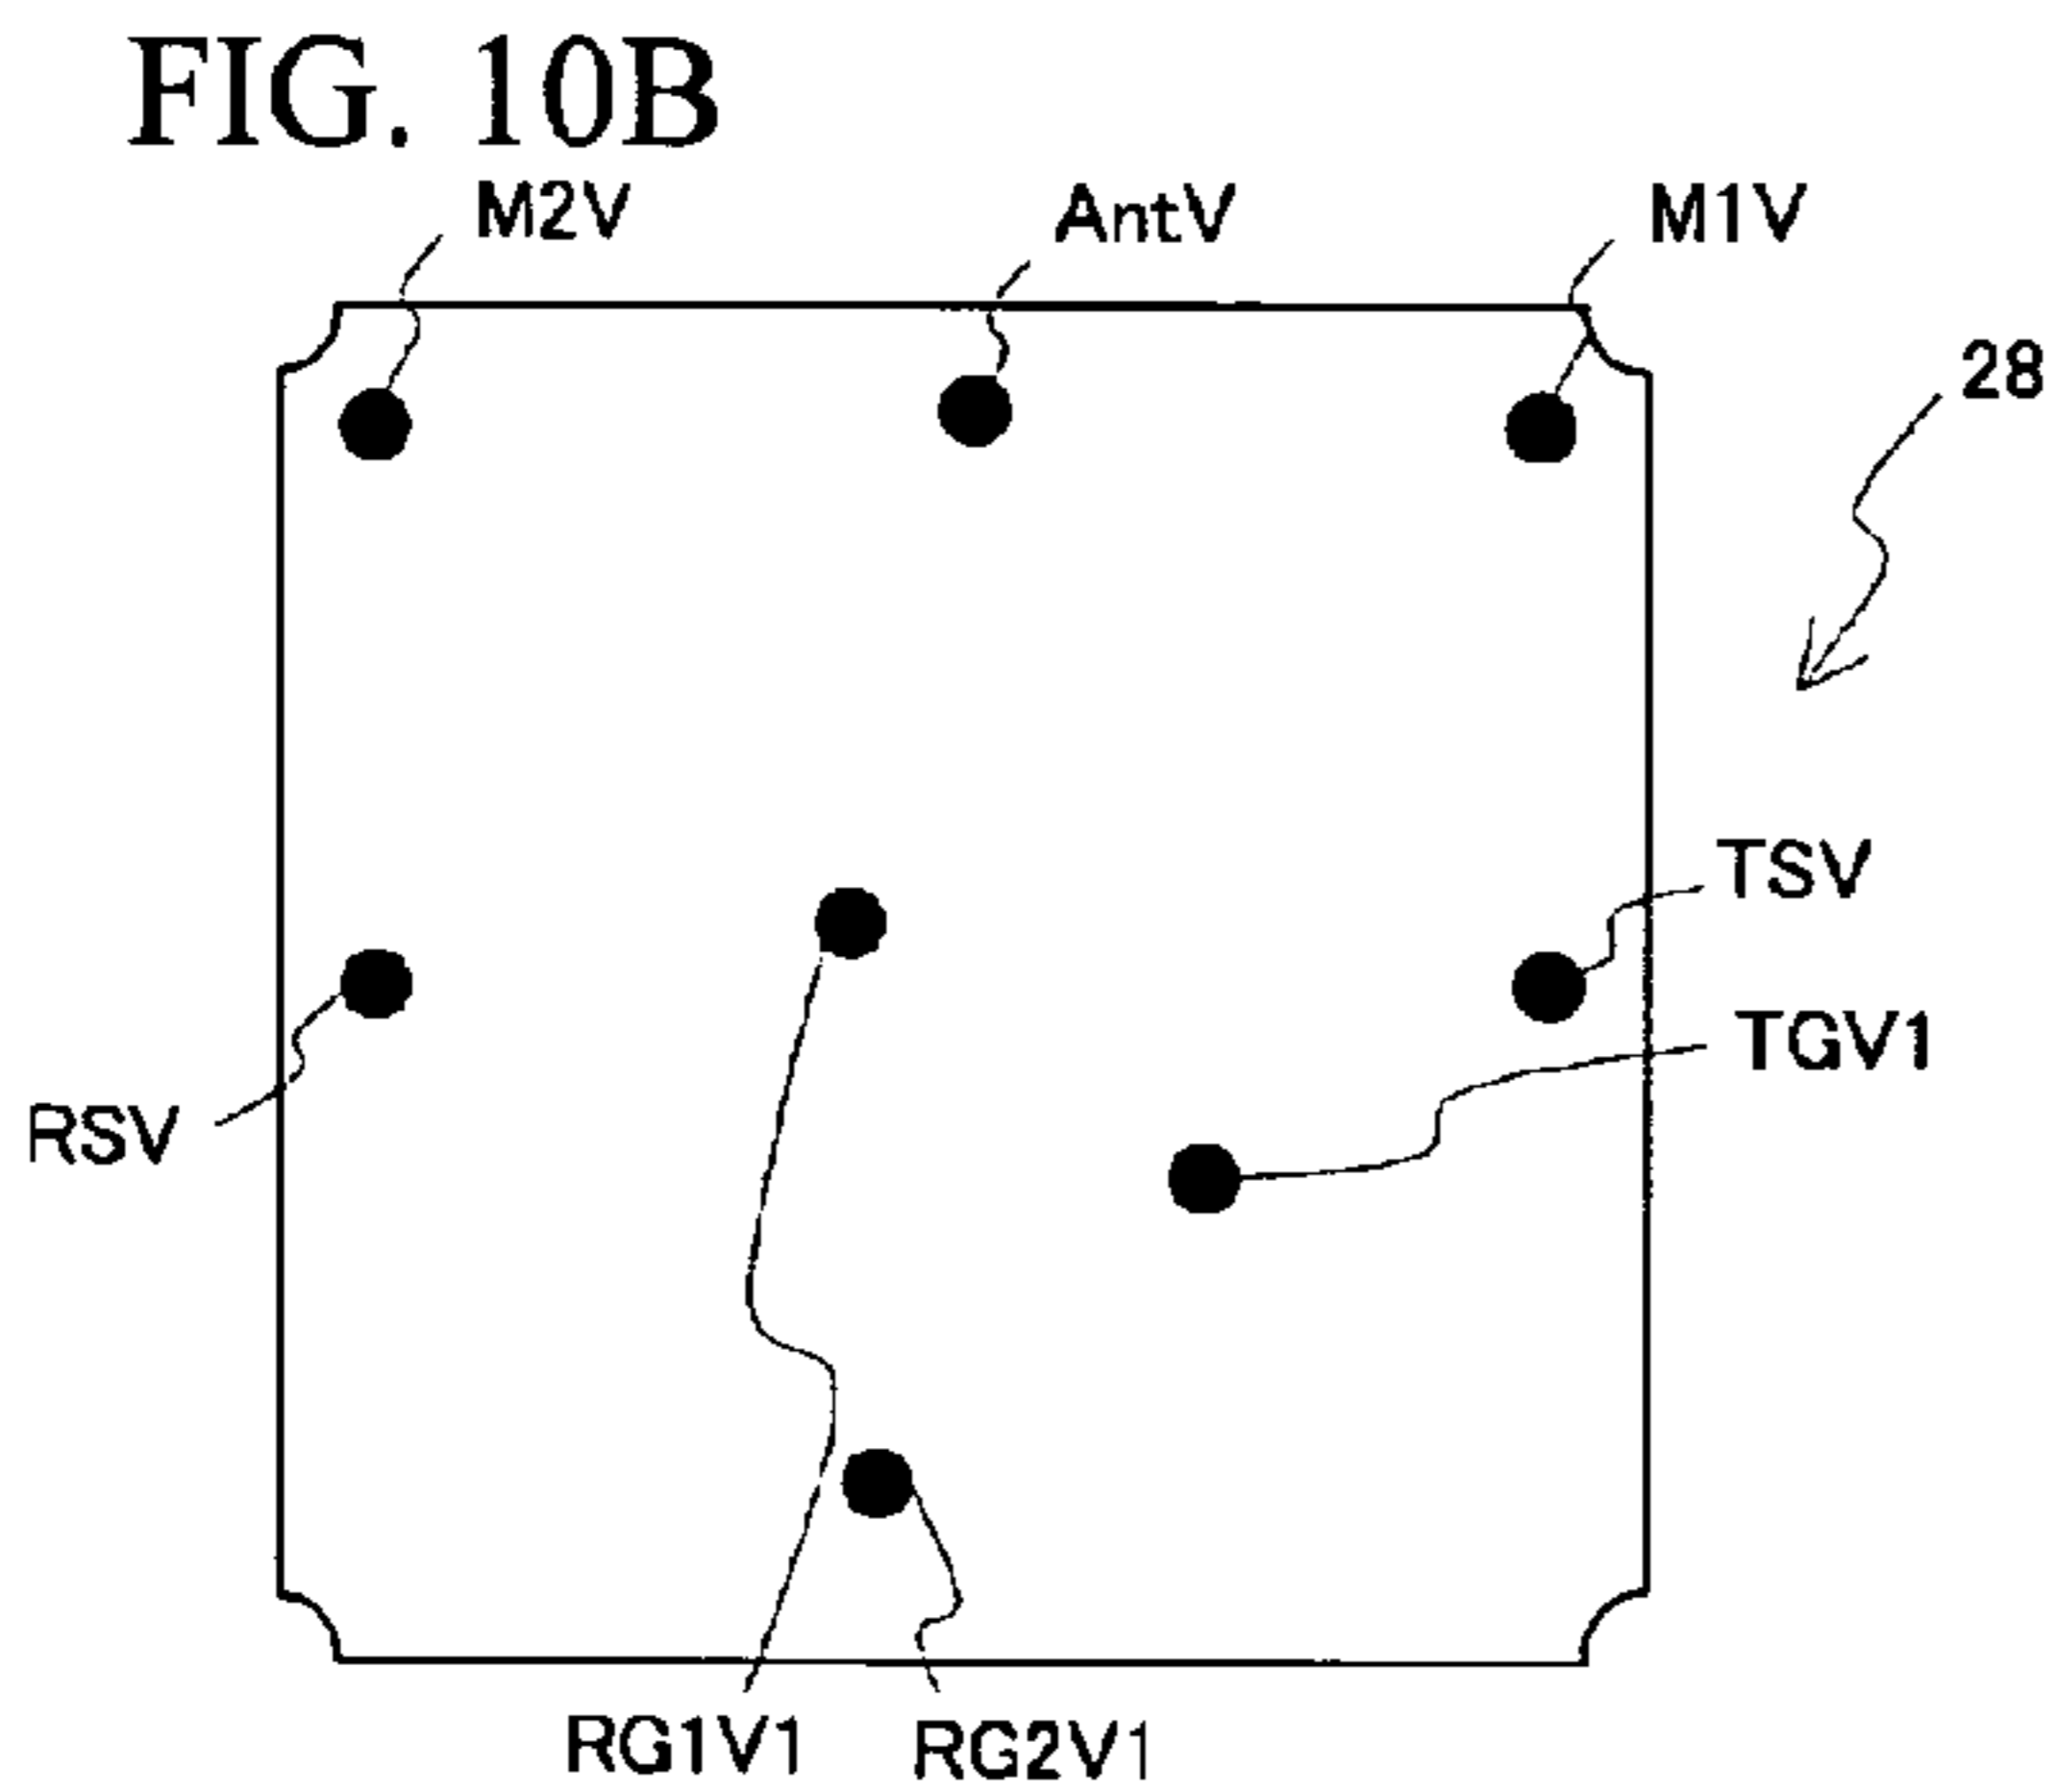 FIG. 10B
M2V AntV M1V
28
TSV
TGV1
RSV
RG1V1 RG2V1